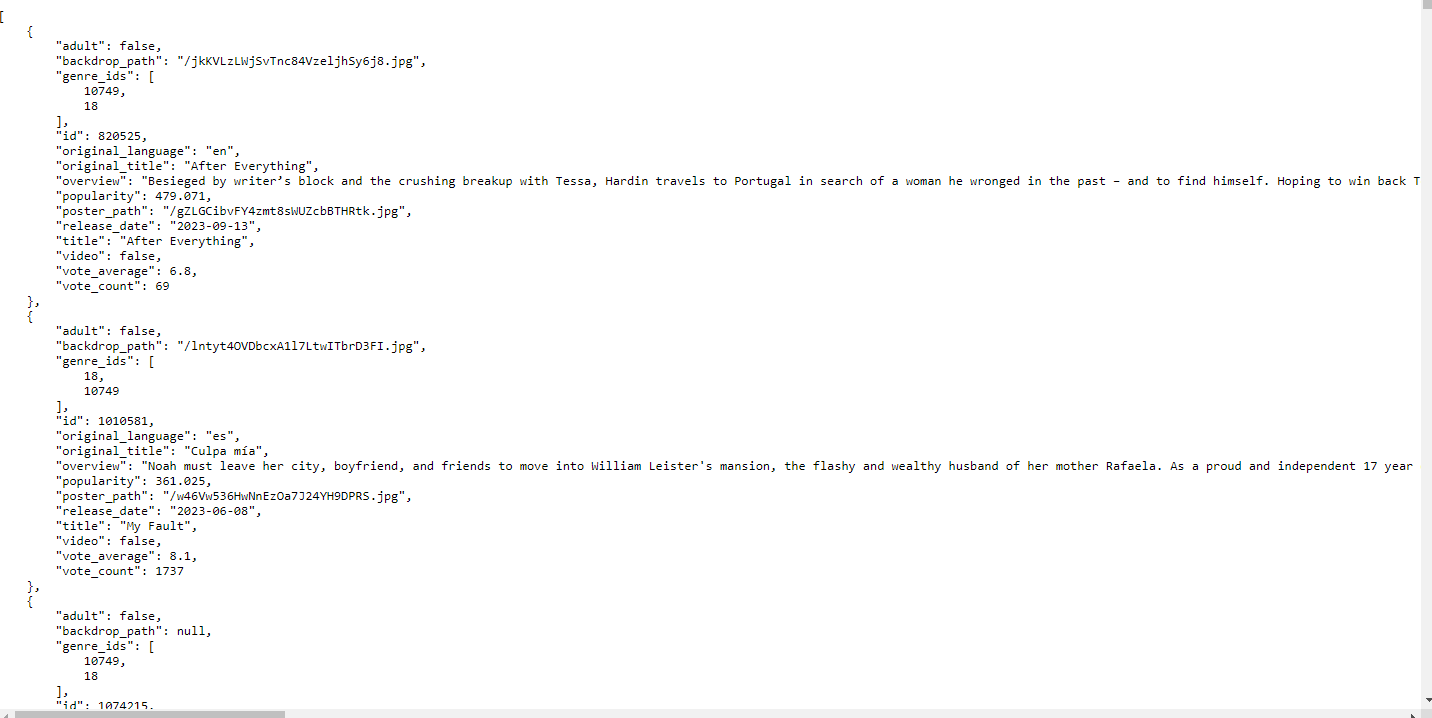 [
    {
        "adult": false,
        "backdrop_path": "/jkKVLzLWjSvTnc84VzeljhSy6j8.jpg",
        "genre_ids": [
            10749,
            18
        ],
        "id": 820525,
        "original_language": "en",
        "original_title": "After Everything",
        "overview": "Besieged by writer’s block and the crushing breakup with Tessa, Hardin travels to Portugal in search of a woman he wronged in the past – and to find himself. Hoping to win back T
        "popularity": 479.071,
        "poster_path": "/gZLGCibvFY4zmt8sWUZcbBTHRtk.jpg",
        "release_date": "2023-09-13",
        "title": "After Everything",
        "video": false,
        "vote_average": 6.8,
        "vote_count": 69
    },
    {
        "adult": false,
        "backdrop_path": "/lntyt4OVDbcxA1l7LtwITbrD3FI.jpg",
        "genre_ids": [
            18,
            10749
        ],
        "id": 1010581,
        "original_language": "es",
        "original_title": "Culpa mía",
        "overview": "Noah must leave her city, boyfriend, and friends to move into William Leister's mansion, the flashy and wealthy husband of her mother Rafaela. As a proud and independent 17 year
        "popularity": 361.025,
        "poster_path": "/w46Vw536HwNnEzOa7J24YH9DPRS.jpg",
        "release_date": "2023-06-08",
        "title": "My Fault",
        "video": false,
        "vote_average": 8.1,
        "vote_count": 1737
    },
    {
        "adult": false,
        "backdrop_path": null,
        "genre_ids": [
            10749,
            18
        ],
        "id": 1074215,